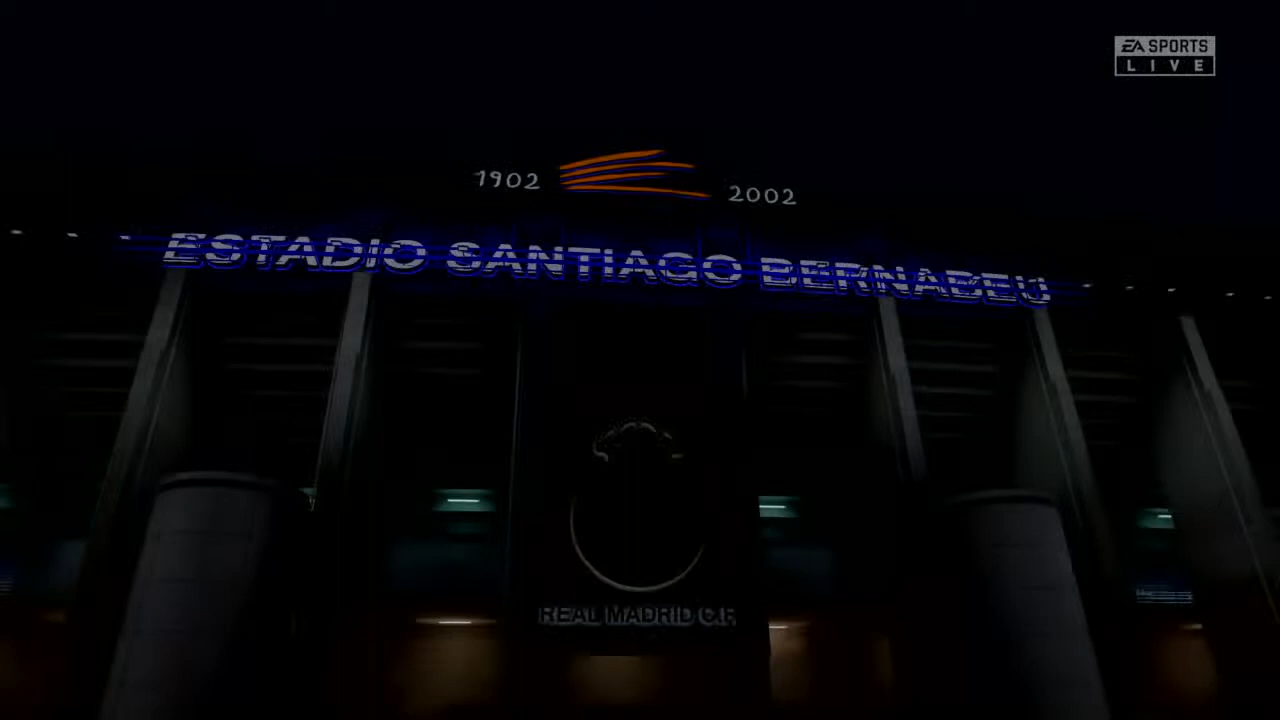 EA SPORTS
LIVE
1902 2002
ESTADIO SANTIAGO BERNABEU
REAL MADRID C.F